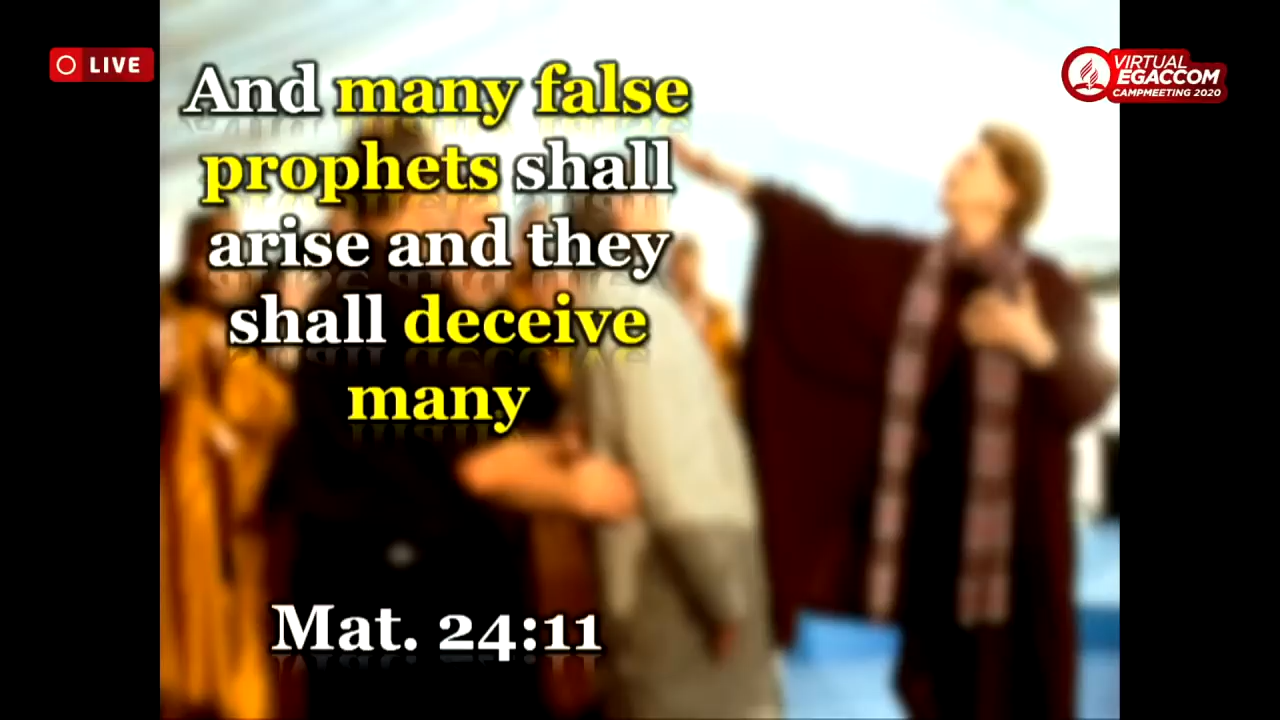 LIVE
VIRTUAL
EGACCOM
CAMPMEETING 2020
And many false
prophets shall
arise and they
shall deceive
many
Mat. 24:11